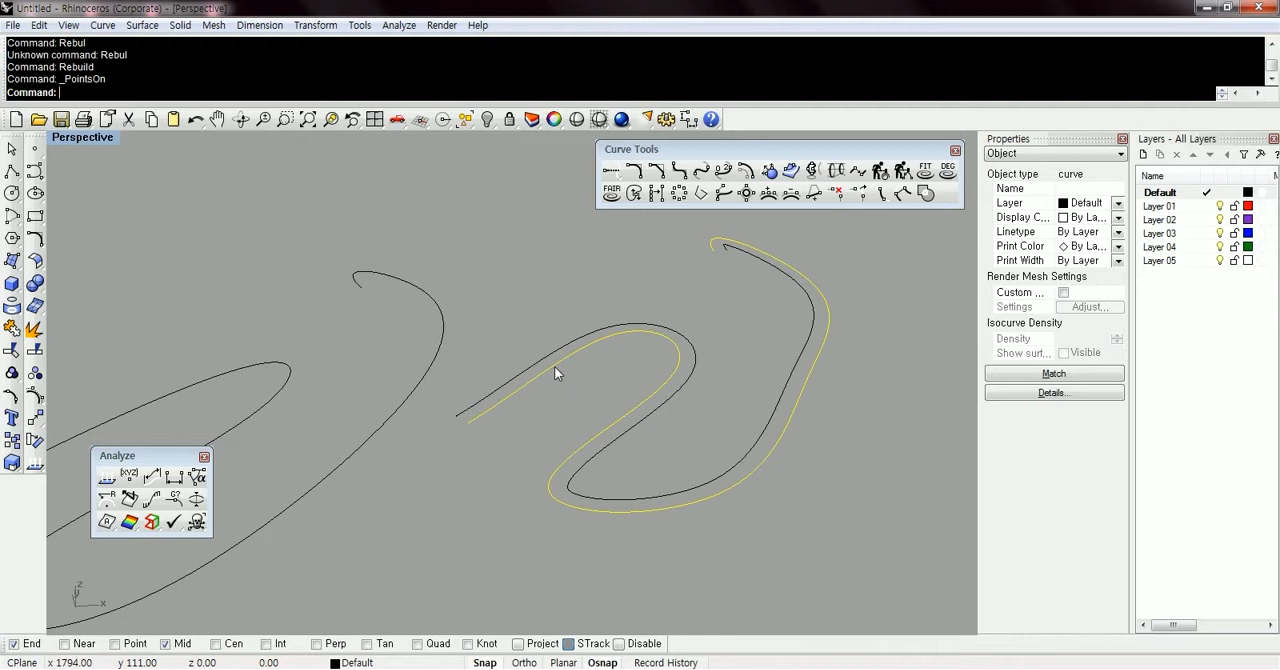 Untitled - Rhinoceros (Corporate) - [Perspective]
File Edit View Curve Surface Solid Mesh Dimension Transform Tools Analyze Render Help
Command: Rebul
Unknown command: Rebul
Command: Rebuild
Command: _PointsOn
Command:
Perspective
Curve Tools
FIT DEG
FAIR
Analyze
XYZ
Properties
Object
Object type curve
Name
Layer Default
Display C... By La...
Linetype By Layer
Print Color By La...
Print Width By Layer
Render Mesh Settings
Custom ...
Settings Adjust...
Isocurve Density
Density
Show surf... Visible
Match
Details...
Layers - All Layers
Name
Default
Layer 01
Layer 02
Layer 03
Layer 04
Layer 05
z
y
x
End Near Point Mid Cen Int Perp Tan Quad Knot Project STrack Disable
CPlane x 1794.00 y 111.00 z 0.00 0.00 Default Snap Ortho Planar Osnap Record History